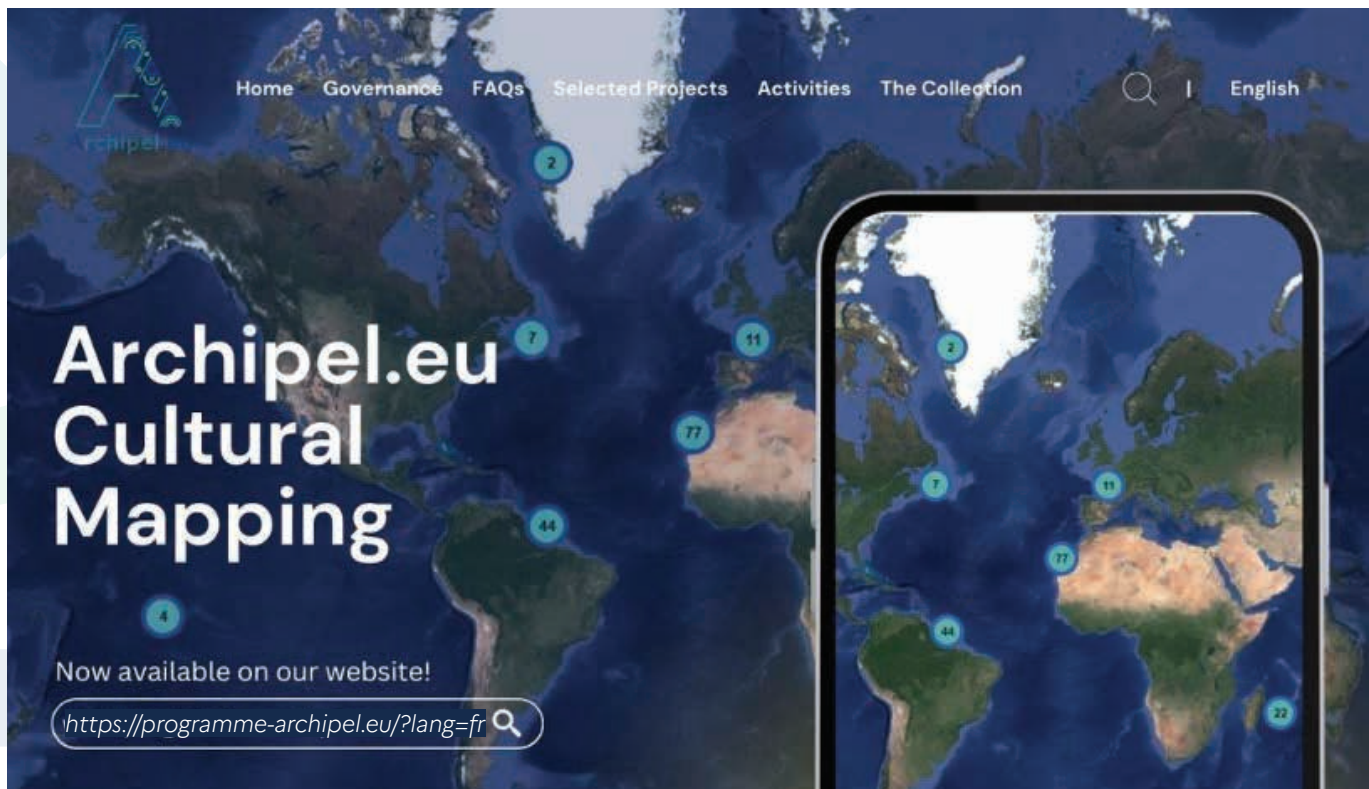 Archipel
Home Governance FAQs Selected Projects Activities The Collection | English
2
7
11
77
44
4
Archipel.eu
Cultural
Mapping
Now available on our website!
https://programme-archipel.eu/?lang=fr
2
7
11
77
44
22